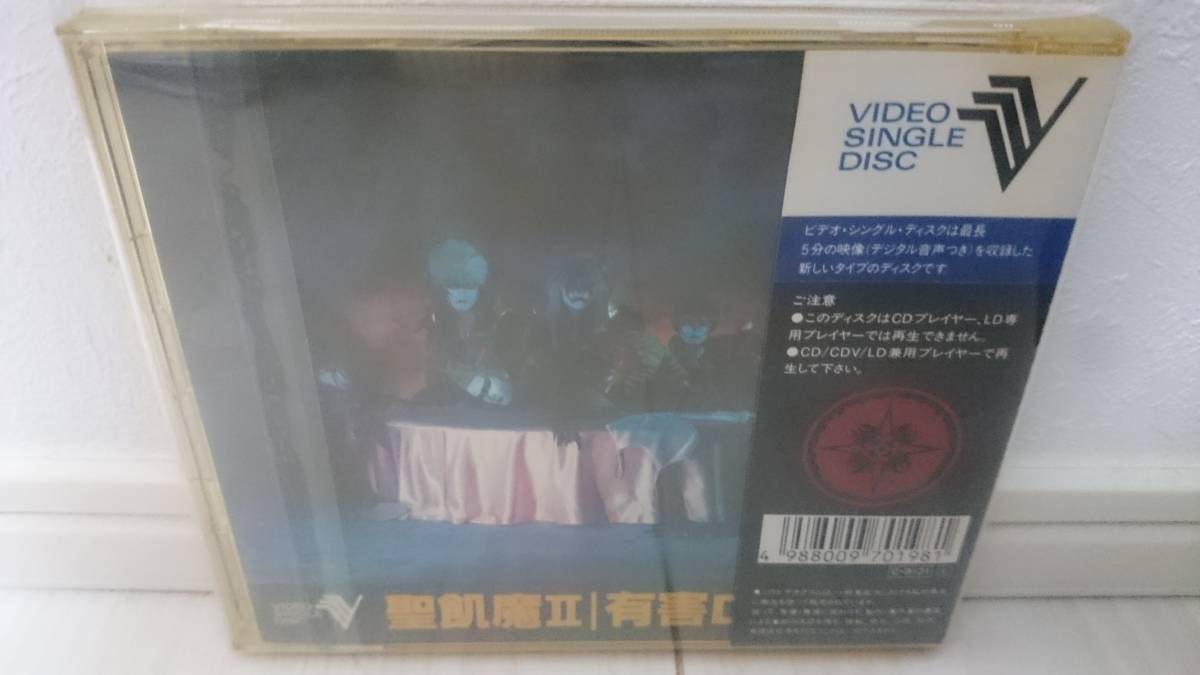 VIDEO
SINGLE
DISC
ビデオ・シングル・ディスクは最長
5分の映像(デジタル音声つき)を収録した
新しいタイプのディスクです
ご注意
●このディスクはCDプレイヤー、LD専
用プレイヤーでは再生できません。
●CD/CDV/LD兼用プレイヤーで再
生して下さい。
4 988009 701981
聖飢魔II|有害